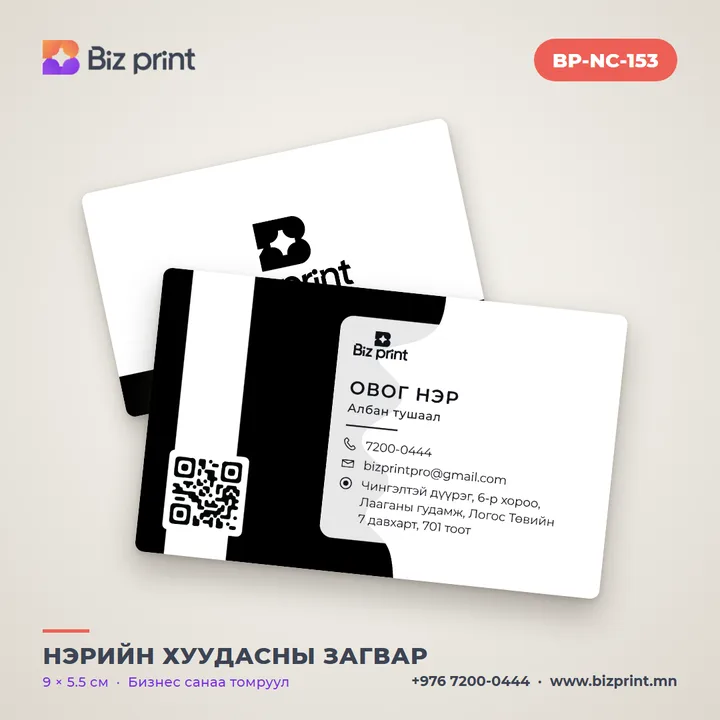 Biz print
BP-NC-153
print
Biz print
ОВОГ НЭР
Албан тушаал
7200-0444
bizprintpro@gmail.com
Чингэлтэй дүүрэг, 6-р хороо,
Лааганы гудамж, Логос Төвийн
7 давхарт, 701 тоот
НЭРИЙН ХУУДАСНЫ ЗАГВАР
9 × 5.5 см · Бизнес санаа томруул
+976 7200-0444 · www.bizprint.mn